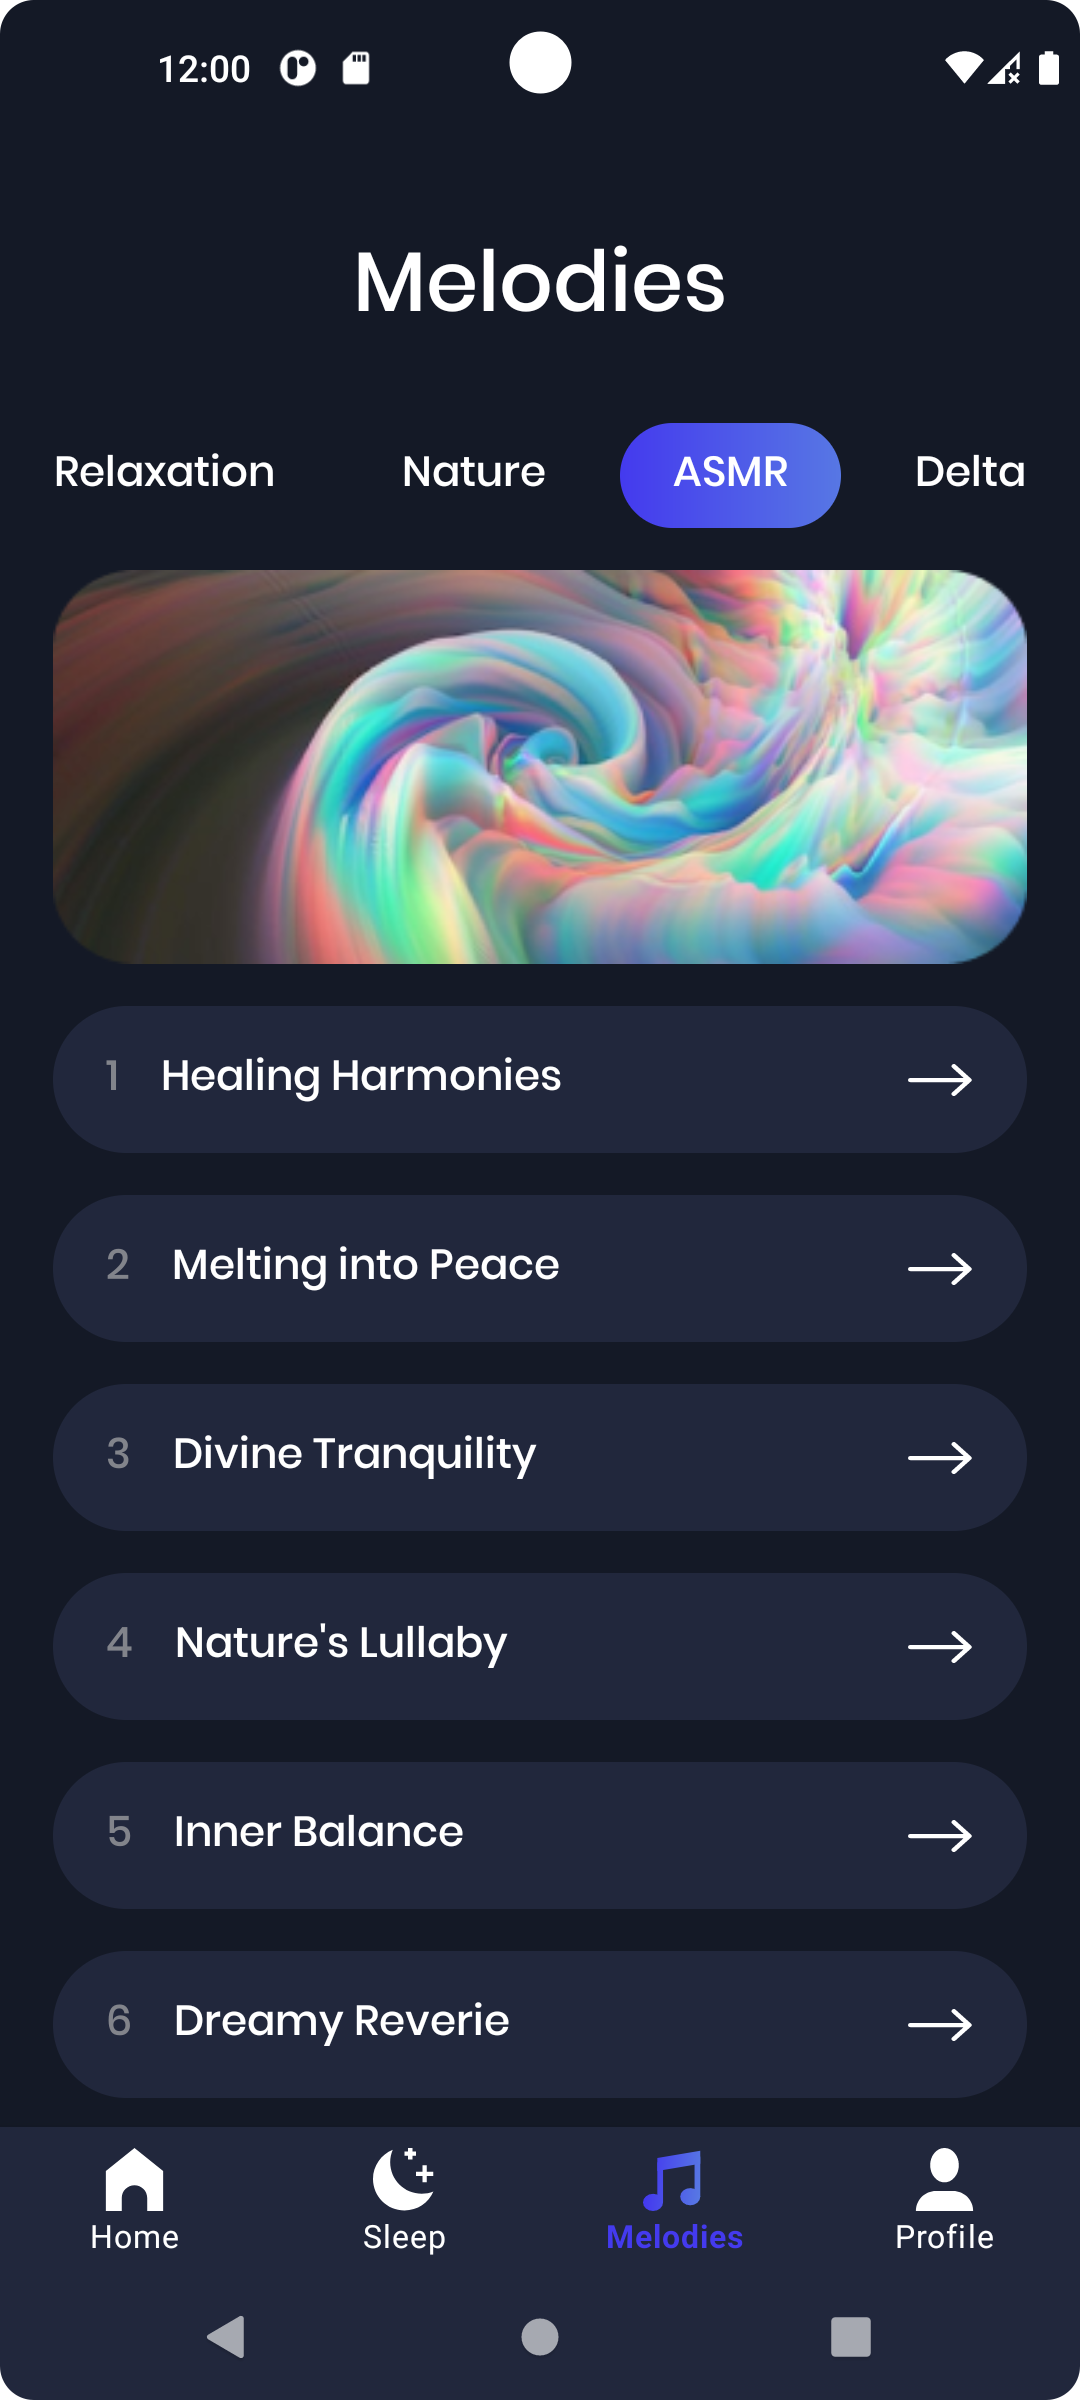 12:00
Melodies
Relaxation Nature ASMR Delta
1 Healing Harmonies
2 Melting into Peace
3 Divine Tranquility
4 Nature's Lullaby
5 Inner Balance
6 Dreamy Reverie
Home Sleep Melodies Profile